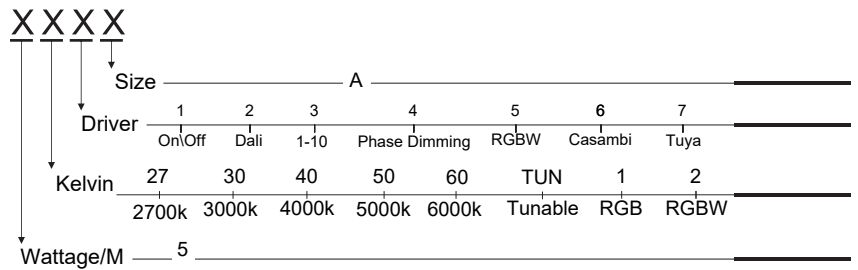 X X X X
Size A
1 2 3 4 5 6 7
Driver
On\Off Dali 1-10 Phase Dimming RGBW Casambi Tuya
27 30 40 50 60 TUN 1 2
Kelvin
2700k 3000k 4000k 5000k 6000k Tunable RGB RGBW
Wattage/M 5